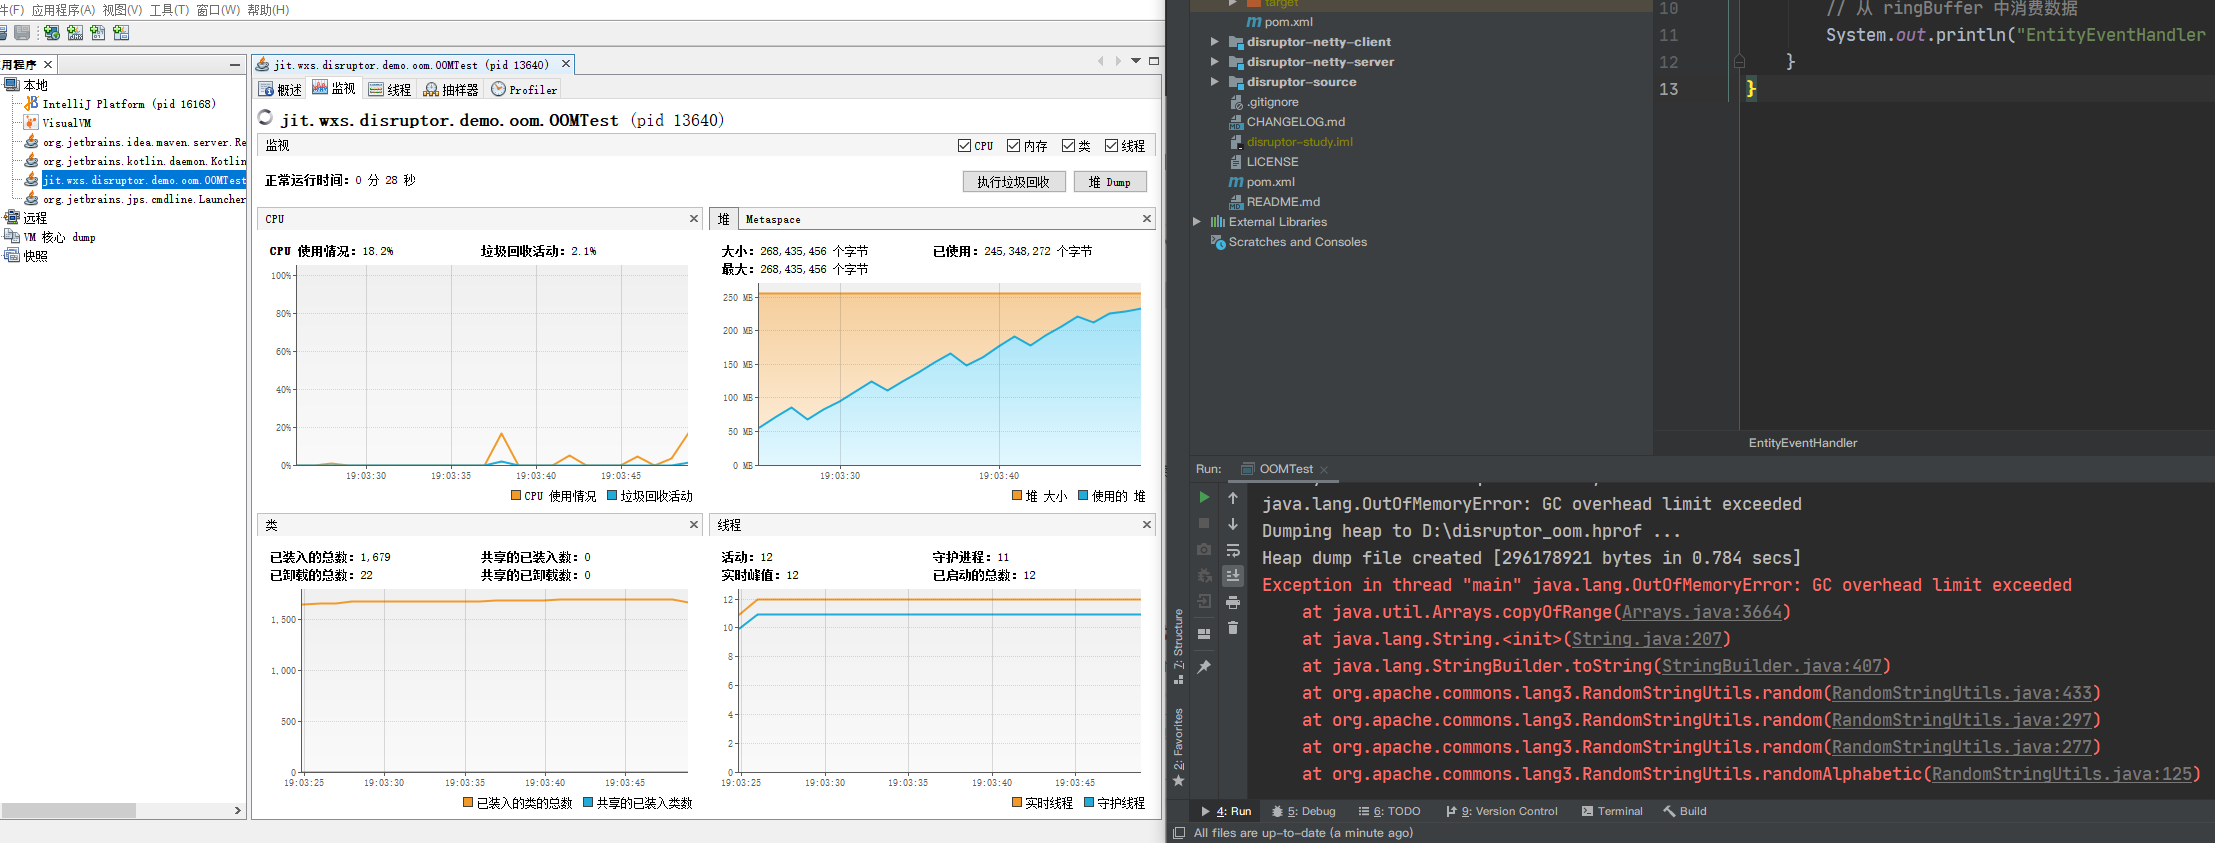 件(F) 应用程序(A) 视图(V) 工具(T) 窗口(W) 帮助(H)
用程序
本地
IntelliJ Platform (pid 16168)
VisualVM
org.jetbrains.idea.maven.server.Re
org.jetbrains.kotlin.daemon.Kotlin
jit.wxs.disruptor.demo.oom.OOMTest
org.jetbrains.jps.cmdline.Launcher
远程
VM 核心 dump
快照
jit.wxs.disruptor.demo.oom.OOMTest (pid 13640)
概述 监视 线程 抽样器 Profiler
jit.wxs.disruptor.demo.oom.OOMTest (pid 13640)
监视 CPU 内存 类 线程
正常运行时间: 0 分 28 秒
执行垃圾回收 堆 Dump
CPU
CPU 使用情况: 18.2% 垃圾回收活动: 2.1%
100%
80%
60%
40%
20%
0%
19:03:30 19:03:35 19:03:40 19:03:45
CPU 使用情况 垃圾回收活动
堆 Metaspace
大小: 268,435,456 个字节 已使用: 245,348,272 个字节
最大: 268,435,456 个字节
250 MB
200 MB
150 MB
100 MB
50 MB
0 MB
19:03:30 19:03:40
堆 大小 使用的 堆
类
已装入的总数: 1,679 共享的已装入数: 0
已卸载的总数: 22 共享的已卸载数: 0
1,500
1,000
500
0
19:03:25 19:03:30 19:03:35 19:03:40 19:03:45
已装入的类的总数 共享的已装入类数
线程
活动: 12 守护进程: 11
实时峰值: 12 已启动的总数: 12
12
10
8
6
4
2
0
19:03:25 19:03:30 19:03:35 19:03:40 19:03:45
实时线程 守护线程
target
pom.xml
disruptor-netty-client
disruptor-netty-server
disruptor-source
.gitignore
CHANGELOG.md
disruptor-study.iml
LICENSE
pom.xml
README.md
External Libraries
Scratches and Consoles
10 // 从 ringBuffer 中消费数据
11 System.out.println("EntityEventHandler
12 }
13 }
EntityEventHandler
Run: OOMTest
java.lang.OutOfMemoryError: GC overhead limit exceeded
Dumping heap to D:\disruptor_oom.hprof ...
Heap dump file created [296178921 bytes in 0.784 secs]
Exception in thread "main" java.lang.OutOfMemoryError: GC overhead limit exceeded
at java.util.Arrays.copyOfRange(Arrays.java:3664)
at java.lang.String.<init>(String.java:207)
at java.lang.StringBuilder.toString(StringBuilder.java:407)
at org.apache.commons.lang3.RandomStringUtils.random(RandomStringUtils.java:433)
at org.apache.commons.lang3.RandomStringUtils.random(RandomStringUtils.java:297)
at org.apache.commons.lang3.RandomStringUtils.random(RandomStringUtils.java:277)
at org.apache.commons.lang3.RandomStringUtils.randomAlphabetic(RandomStringUtils.java:125)
7: Structure
2: Favorites
4: Run 5: Debug 6: TODO 9: Version Control Terminal Build
All files are up-to-date (a minute ago)